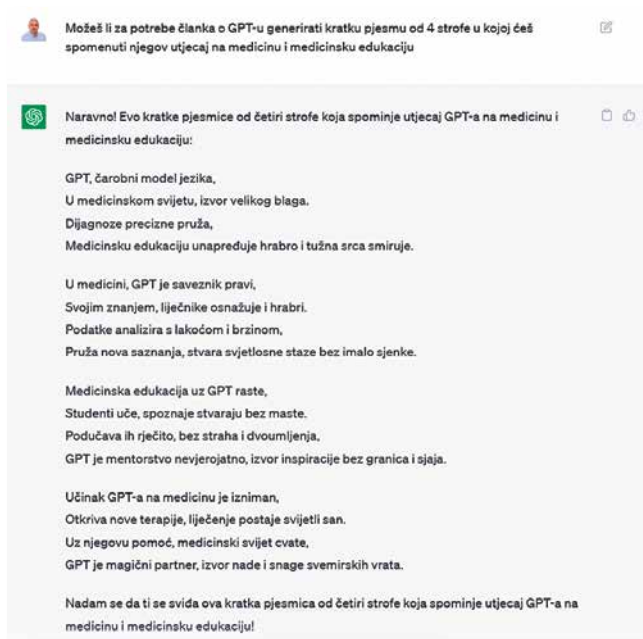 Možeš li za potrebe članka o GPT-u generirati kratku pjesmu od 4 strofe u kojoj ćeš
spomenuti njegov utjecaj na medicinu i medicinsku edukaciju
Naravno! Evo kratke pjesmice od četiri strofe koja spominje utjecaj GPT-a na medicinu i
medicinsku edukaciju:
GPT, čarobni model jezika,
U medicinskom svijetu, izvor velikog blaga.
Dijagnoze precizne pruža,
Medicinsku edukaciju unapređuje hrabro i tužna srca smiruje.
U medicini, GPT je saveznik pravi,
Svojim znanjem, liječnike osnažuje i hrabri.
Podatke analizira s lakoćom i brzinom,
Pruža nova saznanja, stvara svjetlosne staze bez imalo sjenke.
Medicinska edukacija uz GPT raste,
Studenti uče, spoznaje stvaraju bez maste.
Podučava ih rječito, bez straha i dvoumljenja,
GPT je mentorstvo nevjerojatno, izvor inspiracije bez granica i sjaja.
Učinak GPT-a na medicinu je izniman,
Otkriva nove terapije, liječenje postaje svijetli san.
Uz njegovu pomoć, medicinski svijet cvate,
GPT je magični partner, izvor nade i snage svemirskih vrata.
Nadam se da ti se sviđa ova kratka pjesmica od četiri strofe koja spominje utjecaj GPT-a na
medicinu i medicinsku edukaciju!